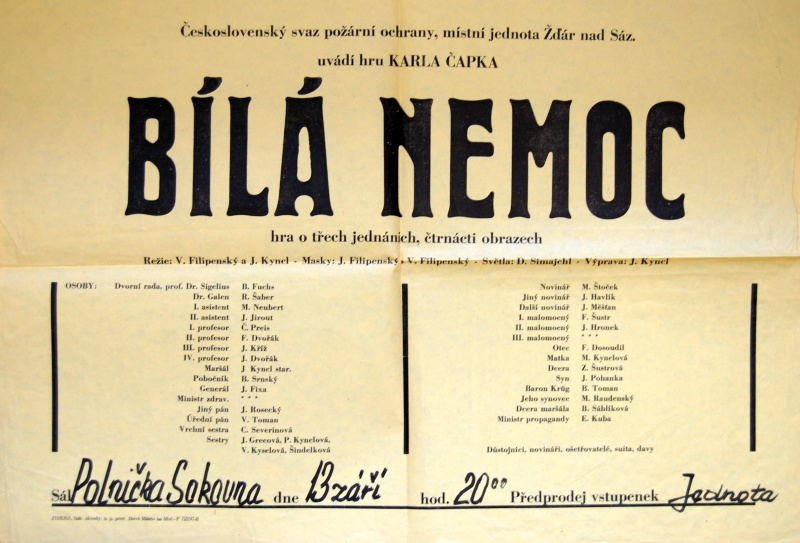 Československý svaz požární ochrany, místní jednota Žďár nad Sáz.
uvádí hru KARLA ČAPKA
BÍLÁ NEMOC
hra o třech jednáních, čtrnácti obrazech
Režie: V. Filipenský a J. Kyncl - Masky: J. Filipenský, V. Filipenský - Světla: D. Simajchl - Výprava: J. Kyncl
OSOBY: Dvorní rada, prof. Dr. Sigelius B. Fuchs
Dr. Galen R. Šaber
I. asistent M. Neubert
II. asistent J. Jirout
I. profesor Č. Preis
II. profesor F. Dvořák
III. profesor J. Kříž
IV. profesor J. Dvořák
Maršál J Kyncl star.
Pobočník B. Srnský
Generál J. Fixa
Ministr zdrav. * * *
Jiný pán J. Rosecký
Úřední pán V. Toman
Vrchní sestra C. Severinová
Sestry J. Grecová, P. Kynclová,
V. Kyselová, Šindelková
Novinář M. Štoček
Jiný novinář J. Havlík
Další novinář J. Měšťan
I. malomocný F. Šustr
II. malomocný J. Hronek
III. malomocný * * *
Otec F. Dosoudil
Matka M. Kynclová
Dcera Z. Šustrová
Syn J. Pohanka
Baron Krüg B. Toman
Jeho synovec M. Raudenský
Dcera maršála B. Sáblíková
Ministr propagandy E. Kuba
Důstojníci, novináři, ošetřovatelé, suita, davy
Sál Polnička Sokovna dne 13 září hod. 20⁰⁰ Předprodej vstupenek Jednota